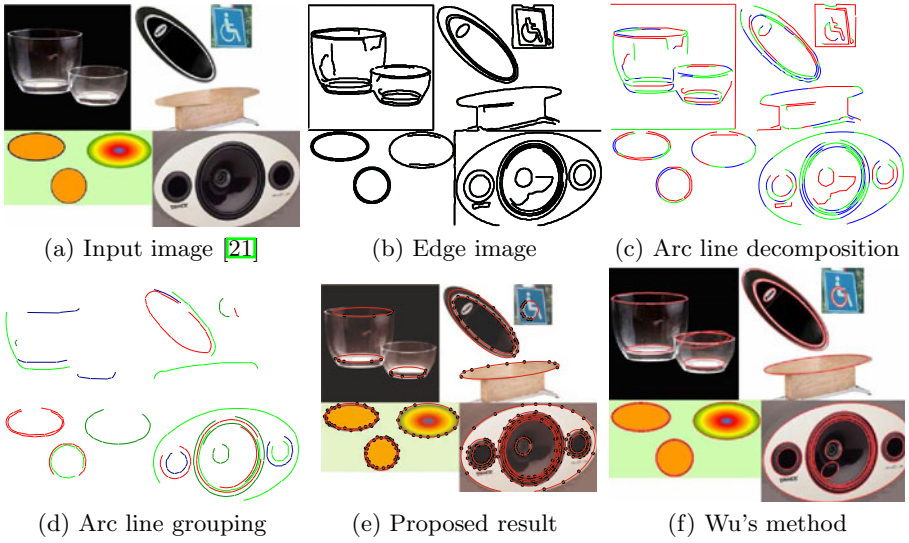 (a) Input image [21]
(b) Edge image
(c) Arc line decomposition
(d) Arc line grouping
(e) Proposed result
(f) Wu's method